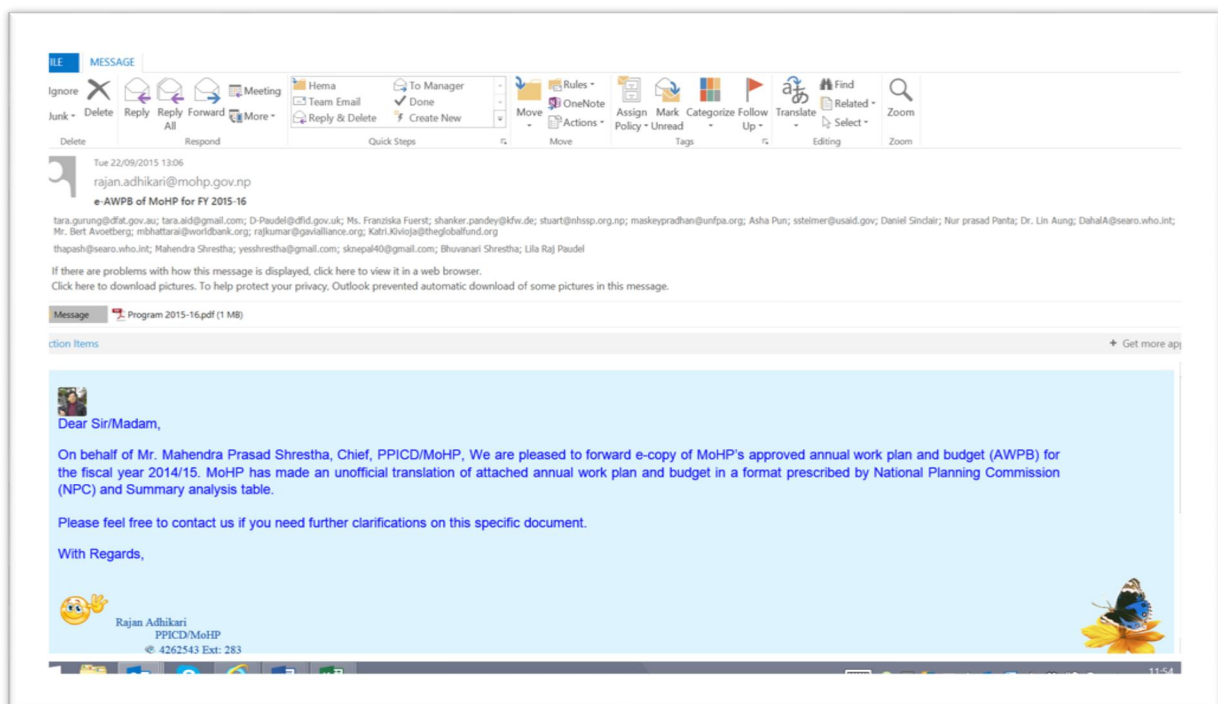 ILE MESSAGE
Ignore
Junk
Delete
Reply
Reply All
Forward
Meeting
More
Hema
Team Email
Reply & Delete
To Manager
Done
Create New
Move
Rules
OneNote
Actions
Assign Policy
Mark Unread
Categorize
Follow Up
Translate
Find
Related
Select
Zoom
Delete Respond Quick Steps Move Tags Editing Zoom
Tue 22/09/2015 13:06
rajan.adhikari@mohp.gov.np
e-AWPB of MoHP for FY 2015-16
tara.gurung@dfat.gov.au; tara.aid@gmail.com; D-Paudel@dfid.gov.uk; Ms. Franziska Fuerst; shanker.pandey@kfw.de; stuart@nhssp.org.np; maskeypradhan@unfpa.org; Asha Pun; ssteimer@usaid.gov; Daniel Sinclair; Nur prasad Panta; Dr. Lin Aung; DahalA@searo.who.int;
Mr. Bert Avoetberg; mbhattarai@worldbank.org; rajkumar@gavialliance.org; Katri.Kivioja@theglobalfund.org
thapash@searo.who.int; Mahendra Shrestha; yesshrestha@gmail.com; sknepal40@gmail.com; Bhuvanari Shrestha; Lila Raj Paudel
If there are problems with how this message is displayed, click here to view it in a web browser.
Click here to download pictures. To help protect your privacy, Outlook prevented automatic download of some pictures in this message.
Message Program 2015-16.pdf (1 MB)
ction Items + Get more ap
Dear Sir/Madam,
On behalf of Mr. Mahendra Prasad Shrestha, Chief, PPICD/MoHP, We are pleased to forward e-copy of MoHP's approved annual work plan and budget (AWPB) for
the fiscal year 2014/15. MoHP has made an unofficial translation of attached annual work plan and budget in a format prescribed by National Planning Commission
(NPC) and Summary analysis table.
Please feel free to contact us if you need further clarifications on this specific document.
With Regards,
Rajan Adhikari
PPICD/MoHP
4262543 Ext: 283
11:54